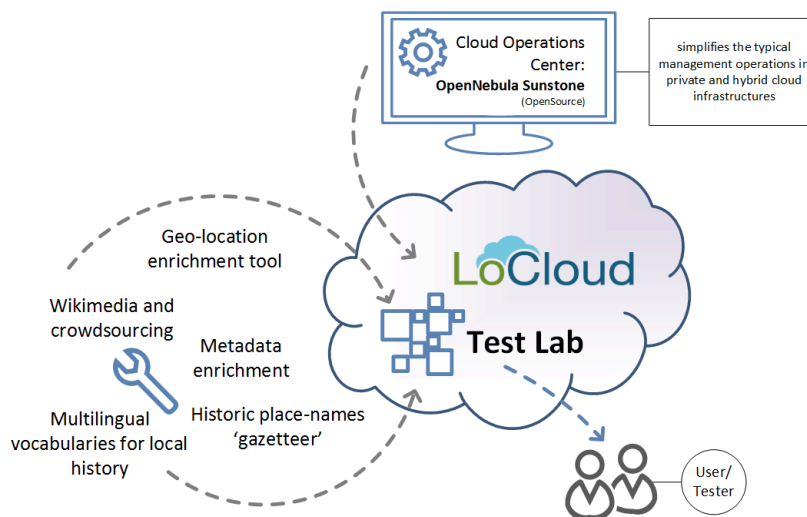 Cloud Operations
Center:
OpenNebula Sunstone
(OpenSource)
simplifies the typical
management operations in
private and hybrid cloud
infrastructures
Geo-location
enrichment tool
LoCloud
Wikimedia and
crowdsourcing
Test Lab
Metadata
enrichment
Multilingual
vocabularies for local
history
Historic place-names
‘gazetteer’
User/
Tester